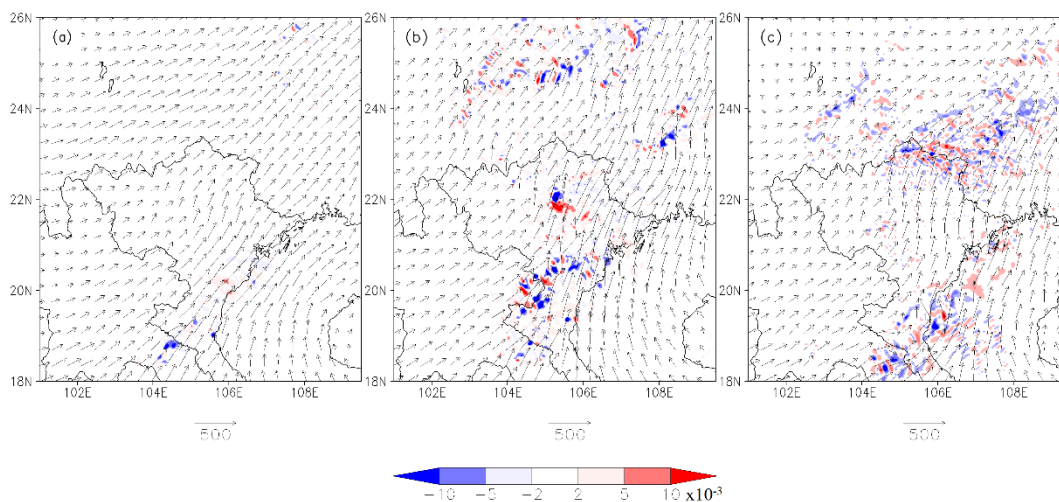 (a) (b) (c)
26N 26N 26N
24N 24N 24N
22N 22N 22N
20N 20N 20N
18N 18N 18N
102E 104E 106E 108E 102E 104E 106E 108E 102E 104E 106E 108E
500 500 500
-10 -5 -2 2 5 10 x10⁻³